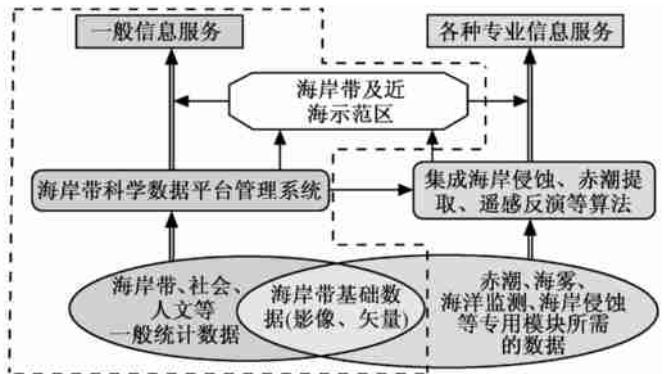 一般信息服务
各种专业信息服务
海岸带及近
海示范区
海岸带科学数据平台管理系统
集成海岸侵蚀、赤潮提
取、遥感反演等算法
海岸带、社会、
人文等
一般统计数据
海岸带基础数
据(影像、矢量)
赤潮、海雾、
海洋监测、海岸侵蚀
等专用模块所需
的数据